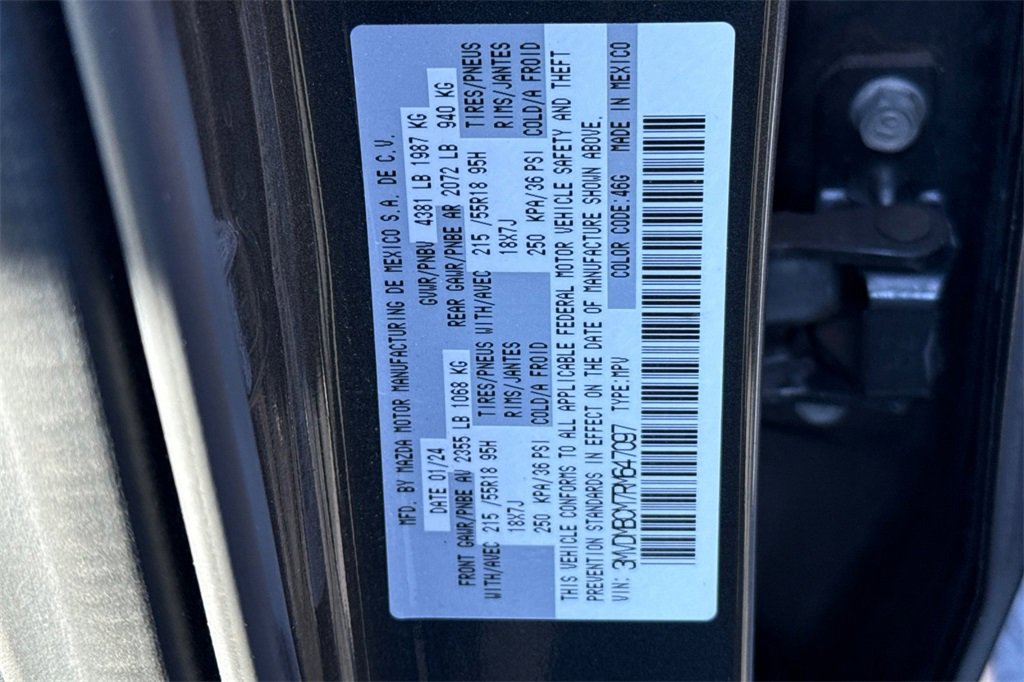 MFD. BY MAZDA MOTOR MANUFACTURING DE MEXICO S.A. DE C.V.
DATE 01/24 GVWR/PNBV 4381 LB 1987 KG
FRONT GAWR/PNBE AV 2355 LB 1068 KG REAR GAWR/PNBE AR 2072 LB 940 KG
WITH/AVEC 215 /55R18 95H TIRES/PNEUS WITH/AVEC 215 /55R18 95H TIRES/PNEUS
18X7J RIMS/JANTES 18X7J RIMS/JANTES
250 KPA/36 PSI COLD/A FROID 250 KPA/36 PSI COLD/A FROID
THIS VEHICLE CONFORMS TO ALL APPLICABLE FEDERAL MOTOR VEHICLE SAFETY AND THEFT
PREVENTION STANDARDS IN EFFECT ON THE DATE OF MANUFACTURE SHOWN ABOVE.
VIN: 3MVDMBCM7RM647097 TYPE:MPV COLOR CODE:46G MADE IN MEXICO